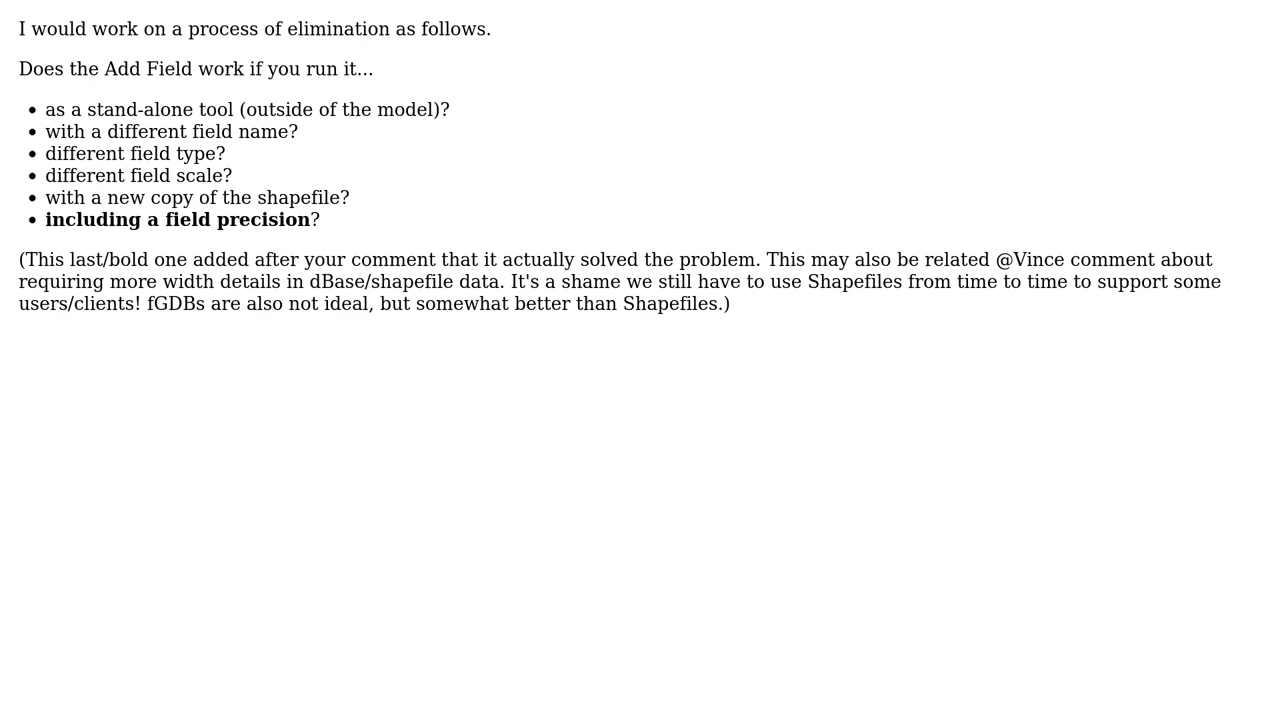 I would work on a process of elimination as follows.
Does the Add Field work if you run it...
• as a stand-alone tool (outside of the model)?
• with a different field name?
• different field type?
• different field scale?
• with a new copy of the shapefile?
• including a field precision?
(This last/bold one added after your comment that it actually solved the problem. This may also be related @Vince comment about
requiring more width details in dBase/shapefile data. It's a shame we still have to use Shapefiles from time to time to support some
users/clients! fGDBs are also not ideal, but somewhat better than Shapefiles.)